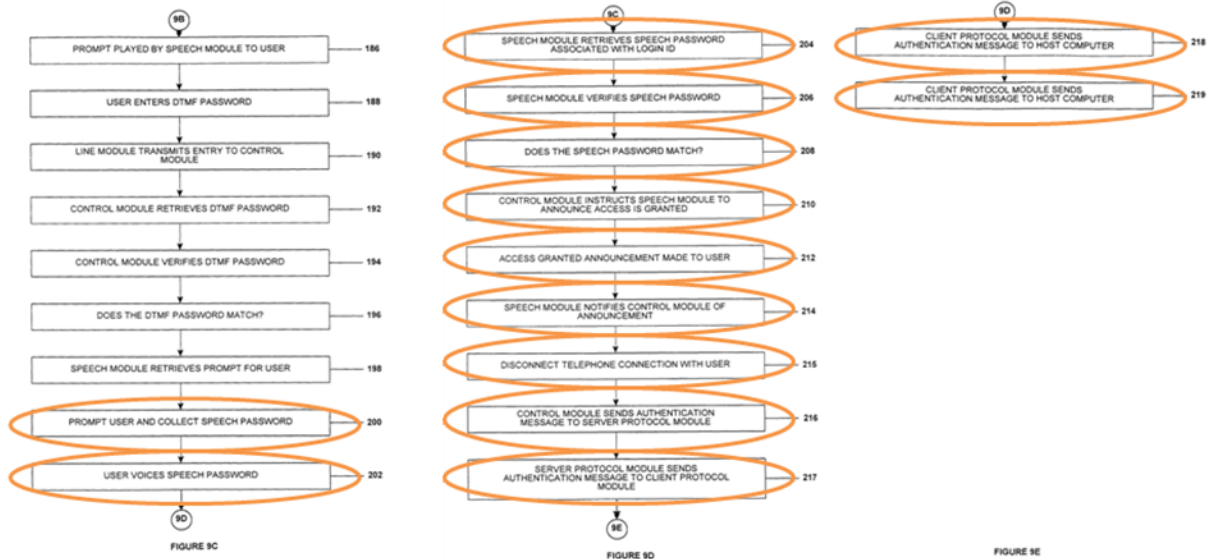 9B
PROMPT PLAYED BY SPEECH MODULE TO USER
186
USER ENTERS DTMF PASSWORD
188
LINE MODULE TRANSMITS ENTRY TO CONTROL
MODULE
190
CONTROL MODULE RETRIEVES DTMF PASSWORD
192
CONTROL MODULE VERIFIES DTMF PASSWORD
194
DOES THE DTMF PASSWORD MATCH?
196
SPEECH MODULE RETRIEVES PROMPT FOR USER
198
PROMPT USER AND COLLECT SPEECH PASSWORD
200
USER VOICES SPEECH PASSWORD
202
9D
FIGURE 9C
9C
SPEECH MODULE RETRIEVES SPEECH PASSWORD
ASSOCIATED WITH LOGIN ID
204
SPEECH MODULE VERIFIES SPEECH PASSWORD
206
DOES THE SPEECH PASSWORD MATCH?
208
CONTROL MODULE INSTRUCTS SPEECH MODULE TO
ANNOUNCE ACCESS IS GRANTED
210
ACCESS GRANTED ANNOUNCEMENT MADE TO USER
212
SPEECH MODULE NOTIFIES CONTROL MODULE OF
ANNOUNCEMENT
214
DISCONNECT TELEPHONE CONNECTION WITH USER
215
CONTROL MODULE SENDS AUTHENTICATION
MESSAGE TO SERVER PROTOCOL MODULE
216
SERVER PROTOCOL MODULE SENDS
AUTHENTICATION MESSAGE TO CLIENT PROTOCOL
MODULE
217
9E
FIGURE 9D
9D
CLIENT PROTOCOL MODULE SENDS
AUTHENTICATION MESSAGE TO HOST COMPUTER
218
CLIENT PROTOCOL MODULE SENDS
AUTHENTICATION MESSAGE TO HOST COMPUTER
219
FIGURE 9E